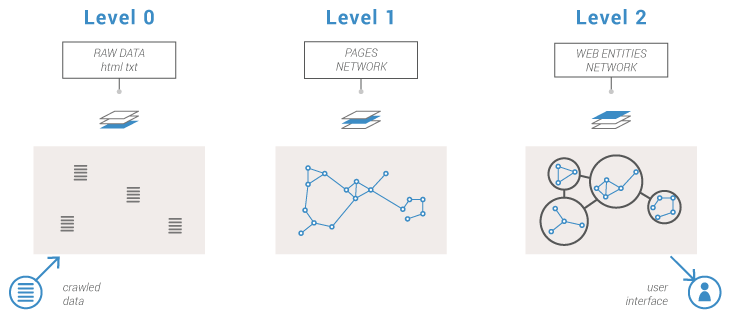 Level 0
Level 1
Level 2
RAW DATA
html txt
PAGES
NETWORK
WEB ENTITIES
NETWORK
crawled
data
user
interface